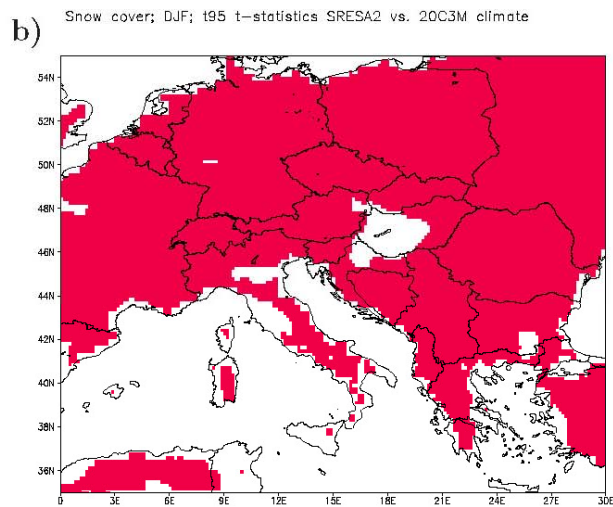 Snow cover; DJF; t95 t-statistics SRESA2 vs. 20C3M climate
b)
54N
52N
50N
48N
46N
44N
42N
40N
38N
36N
0 3E 6E 9E 12E 15E 18E 21E 24E 27E 30E